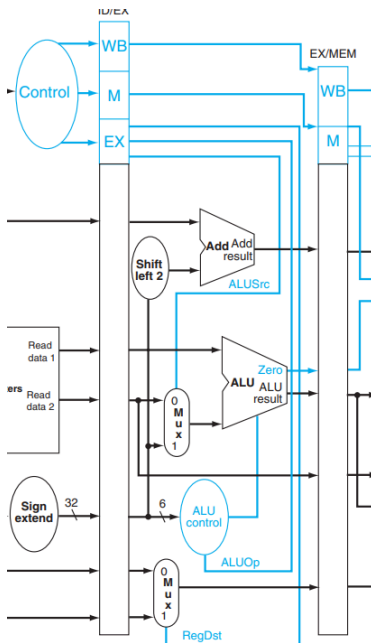 ID/EX
WB
EX/MEM
Control
M
WB
EX
M
Add
Add
result
Shift
left 2
ALUSrc
Read
data 1
Zero
ALU
ALU
result
ters
Read
data 2
0
M
u
x
1
Sign
extend
32
6
ALU
control
ALUOp
0
M
u
x
1
RegDst